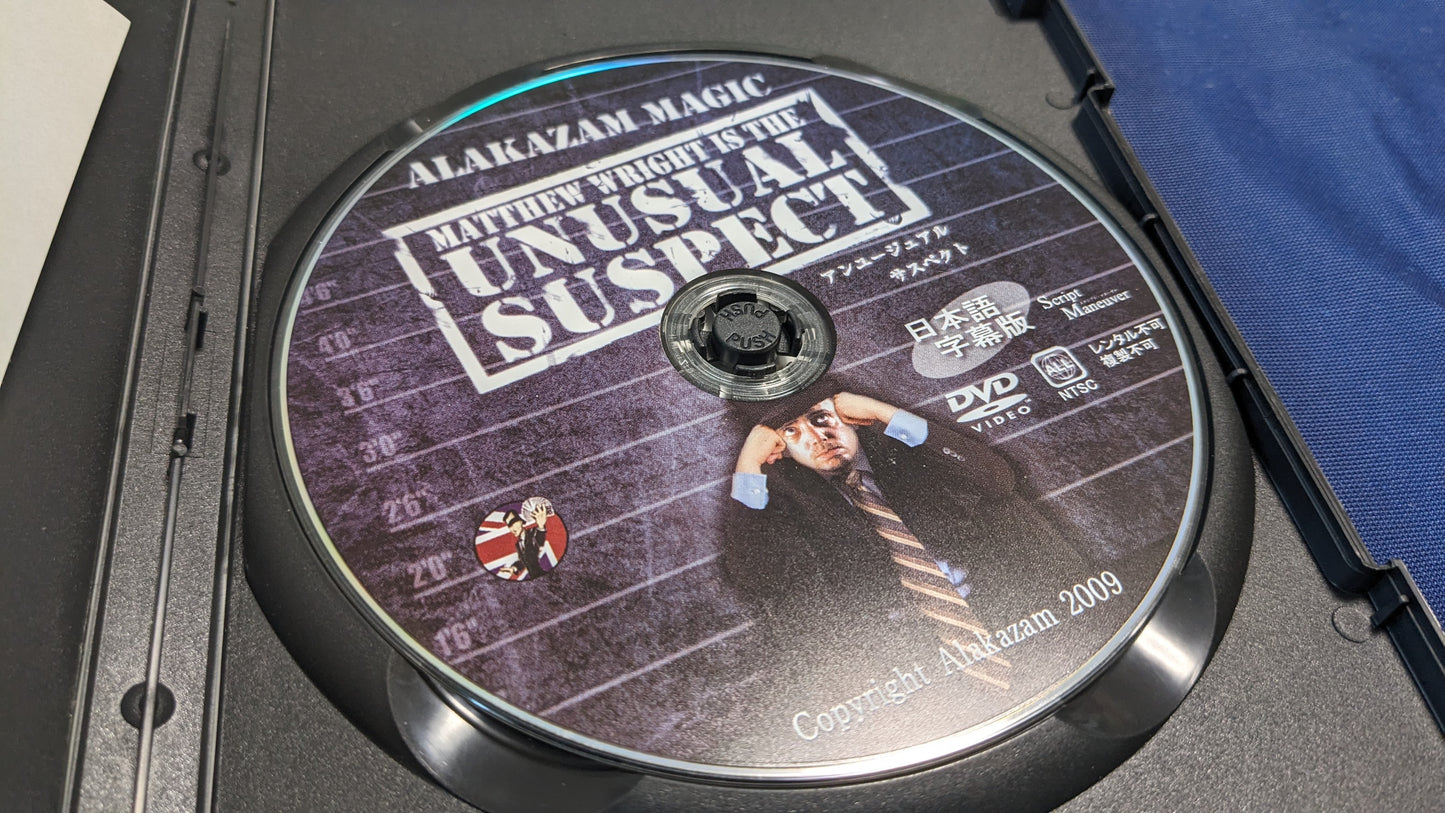 ALAKAZAM MAGIC
MATTHEW WRIGHT IS THE
UNUSUAL
SUSPECT
アンユージュアル
サスペクト
日本語
字幕版
Script
Maneuver
レンタル不可
複製不可
ALL
NTSC
DVD
VIDEO
PUSH
PUSH
4'0"
3'6"
3'0"
2'6"
2'0"
1'6"
Copyright Alakazam 2009